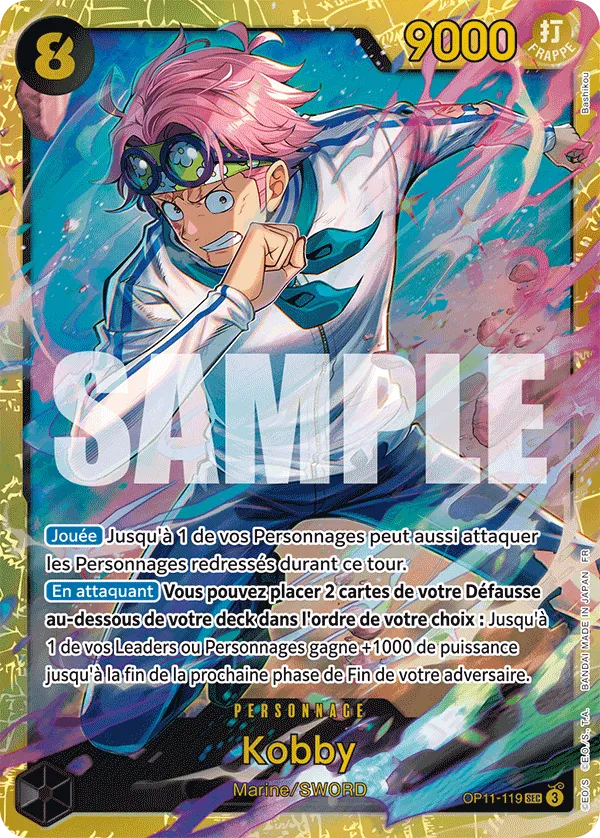 8
9000
打
FRAPPE
Bashikou
SAMPLE
Jouée Jusqu'à 1 de vos Personnages peut aussi attaquer
les Personnages redressés durant ce tour.
En attaquant Vous pouvez placer 2 cartes de votre Défausse
au-dessous de votre deck dans l'ordre de votre choix : Jusqu'à
1 de vos Leaders ou Personnages gagne +1000 de puissance
jusqu'à la fin de la prochaine phase de Fin de votre adversaire.
PERSONNAGE
Kobby
Marine/SWORD
OP11-119 SEC 3
©EO/S ©E.O./S, T.A. BANDAI MADE IN JAPAN FR